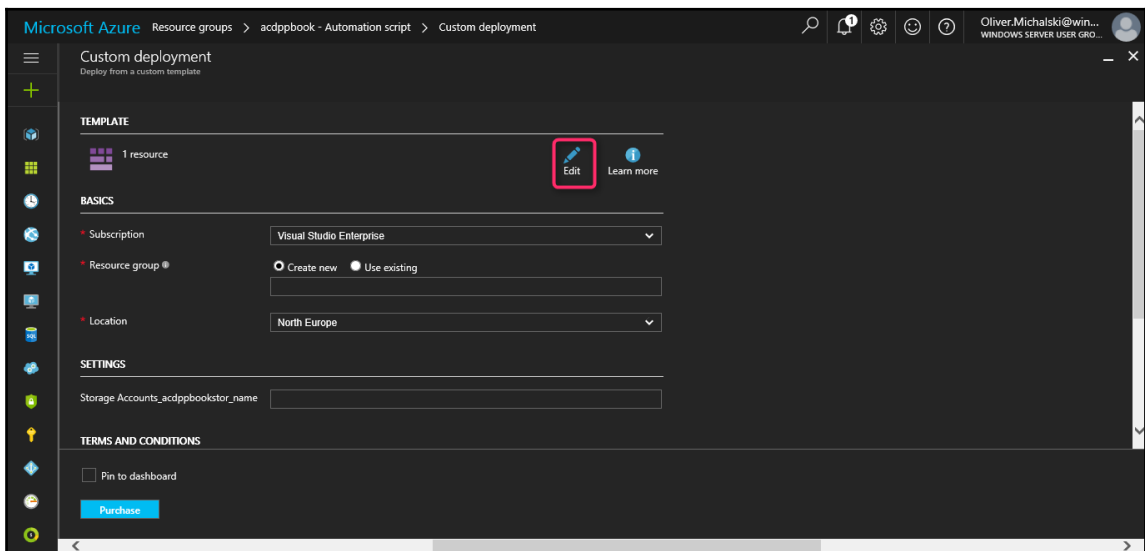 Microsoft Azure Resource groups > acdppbook - Automation script > Custom deployment
1
Oliver.Michalski@win...
WINDOWS SERVER USER GRO...
Custom deployment
Deploy from a custom template
TEMPLATE
1 resource
Edit
Learn more
BASICS
* Subscription
Visual Studio Enterprise
* Resource group
Create new
Use existing
* Location
North Europe
SETTINGS
Storage Accounts_acdppbookstor_name
TERMS AND CONDITIONS
Pin to dashboard
Purchase
SQL